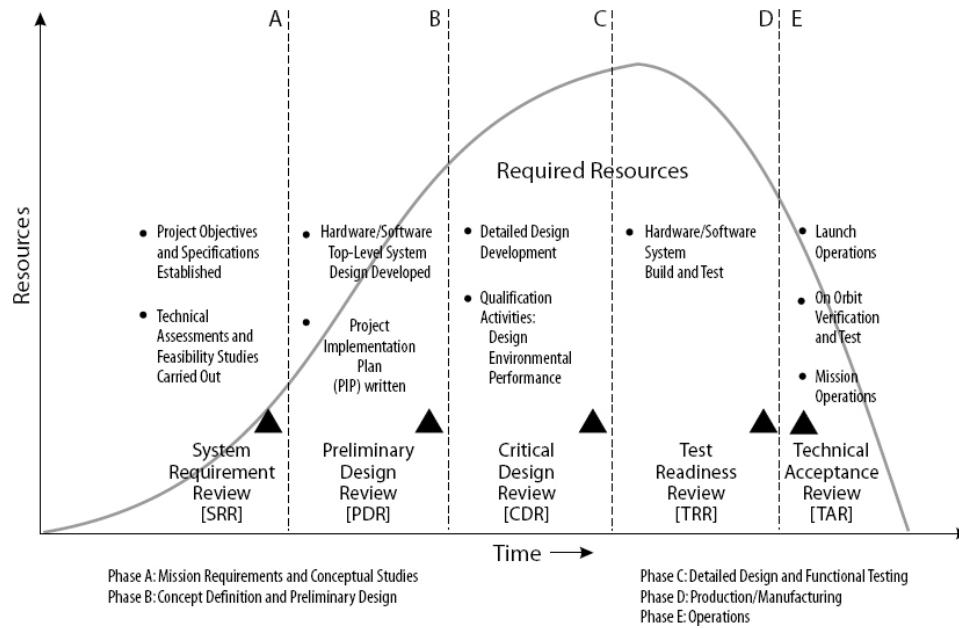 A
B
C
D
E
Resources
Required Resources
• Project Objectives
and Specifications
Established
• Technical
Assessments and
Feasibility Studies
Carried Out
• Hardware/Software
Top-Level System
Design Developed
• Project
Implementation
Plan
(PIP) written
• Detailed Design
Development
• Qualification
Activities:
Design
Environmental
Performance
• Hardware/Software
System
Build and Test
• Launch
Operations
• On Orbit
Verification
and Test
• Mission
Operations
System
Requirement
Review
[SRR]
Preliminary
Design
Review
[PDR]
Critical
Design
Review
[CDR]
Test
Readiness
Review
[TRR]
Technical
Acceptance
Review
[TAR]
Time
Phase A: Mission Requirements and Conceptual Studies
Phase B: Concept Definition and Preliminary Design
Phase C: Detailed Design and Functional Testing
Phase D: Production/Manufacturing
Phase E: Operations